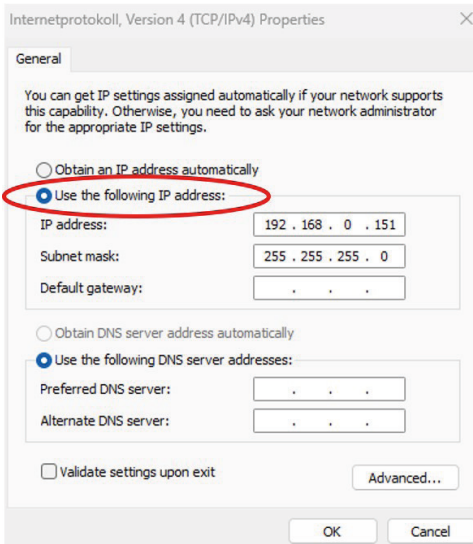 Internetprotokoll, Version 4 (TCP/IPv4) Properties
General
You can get IP settings assigned automatically if your network supports
this capability. Otherwise, you need to ask your network administrator
for the appropriate IP settings.
Obtain an IP address automatically
Use the following IP address:
IP address: 192 . 168 . 0 . 151
Subnet mask: 255 . 255 . 255 . 0
Default gateway: . . .
Obtain DNS server address automatically
Use the following DNS server addresses:
Preferred DNS server: . . .
Alternate DNS server: . . .
Validate settings upon exit
Advanced...
OK Cancel